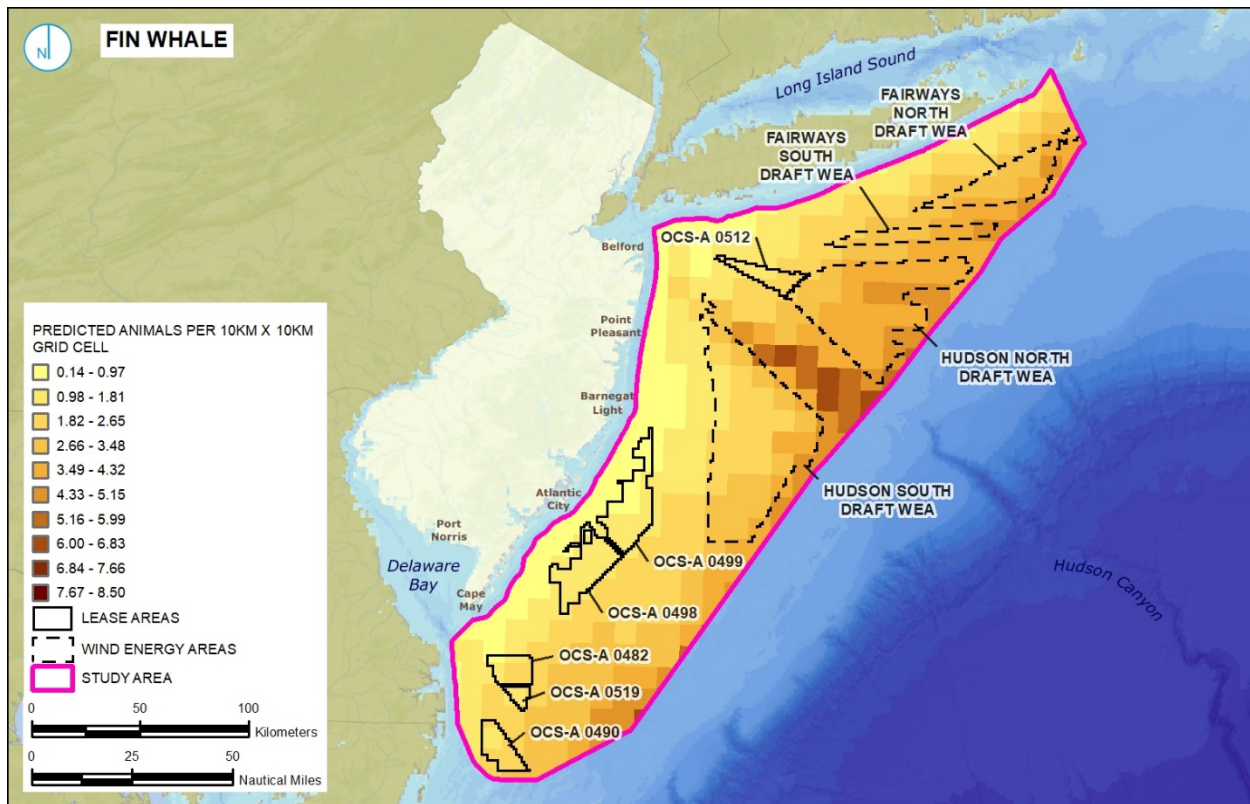 N
FIN WHALE
Long Island Sound
FAIRWAYS
NORTH
DRAFT WEA
FAIRWAYS
SOUTH
DRAFT WEA
OCS-A 0512
Belford
Point
Pleasant
HUDSON NORTH
DRAFT WEA
Barnegat
Light
HUDSON SOUTH
DRAFT WEA
Atlantic
City
Port
Norris
OCS-A 0499
Delaware
Bay
Cape
May
OCS-A 0498
Hudson Canyon
OCS-A 0482
OCS-A 0519
OCS-A 0490
PREDICTED ANIMALS PER 10KM X 10KM
GRID CELL
0.14 - 0.97
0.98 - 1.81
1.82 - 2.65
2.66 - 3.48
3.49 - 4.32
4.33 - 5.15
5.16 - 5.99
6.00 - 6.83
6.84 - 7.66
7.67 - 8.50
LEASE AREAS
WIND ENERGY AREAS
STUDY AREA
0 50 100
Kilometers
0 25 50
Nautical Miles